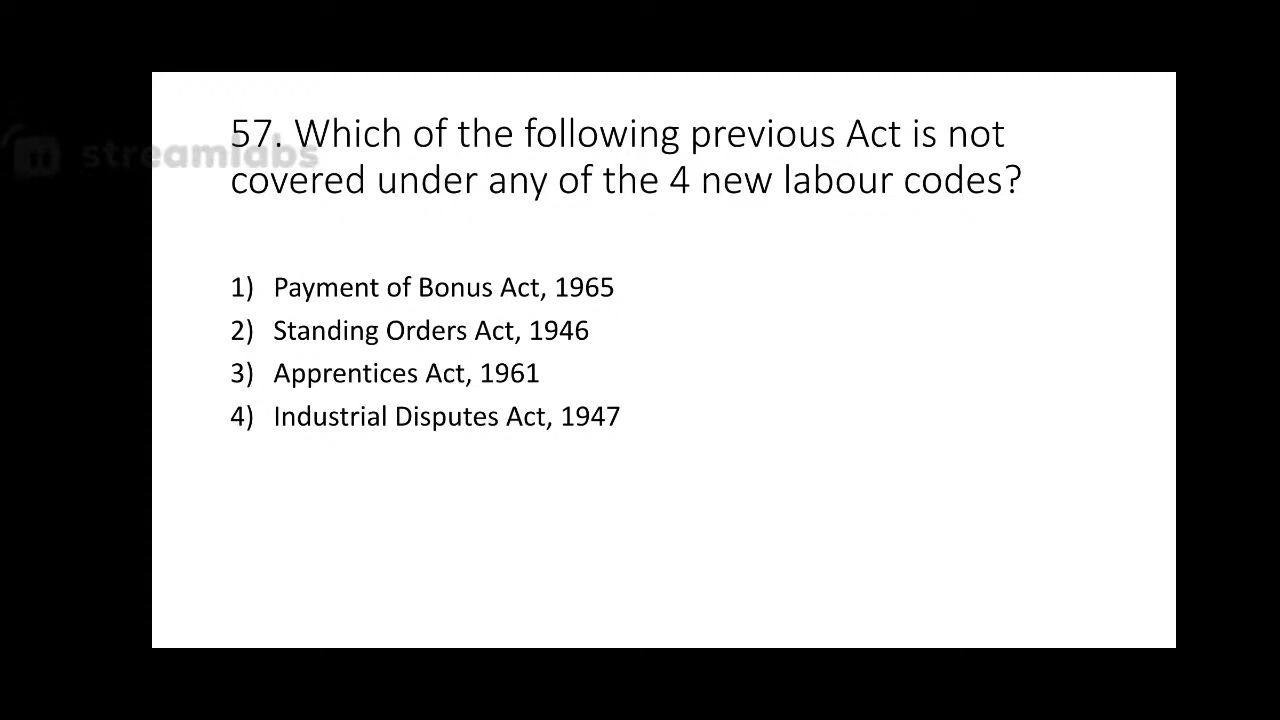 57. Which of the following previous Act is not
streamlabs
covered under any of the 4 new labour codes?
1) Payment of Bonus Act, 1965
2) Standing Orders Act, 1946
3) Apprentices Act, 1961
4) Industrial Disputes Act, 1947